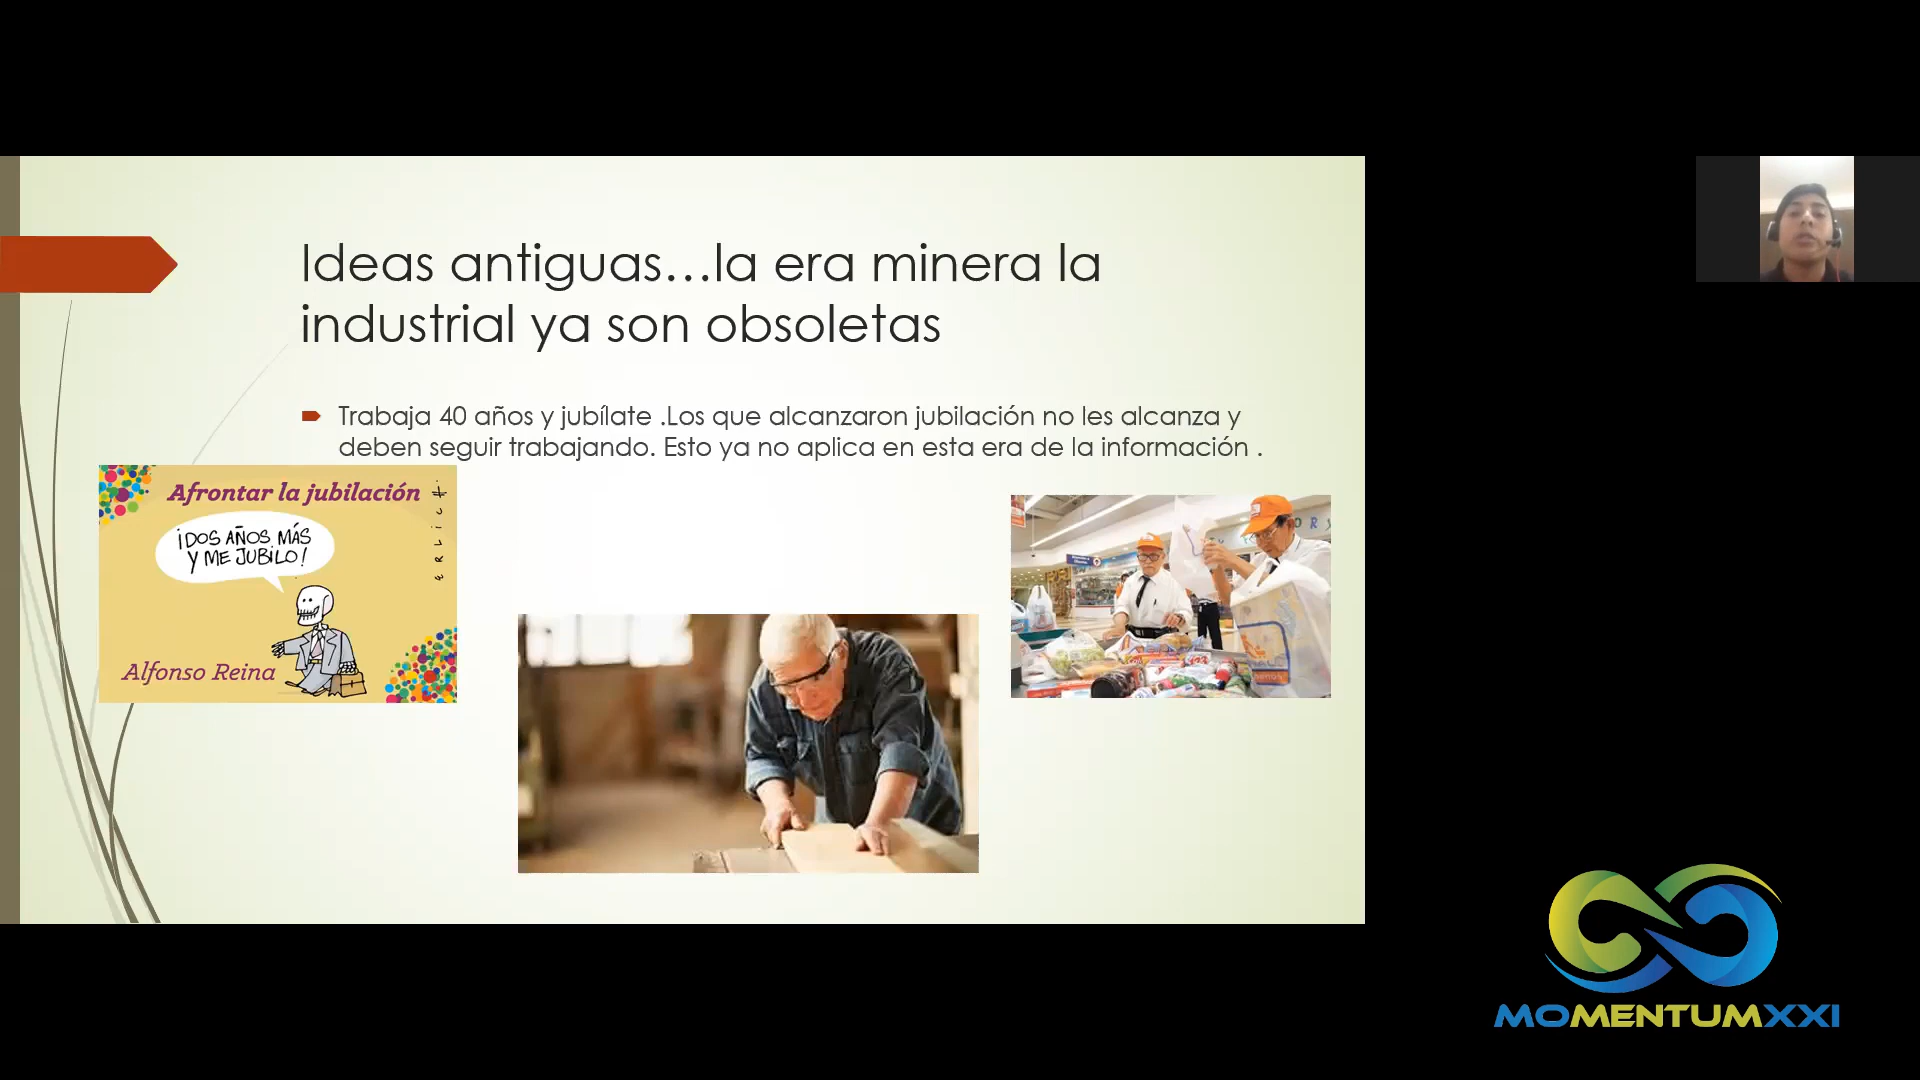 Ideas antiguas...la era minera la
industrial ya son obsoletas
Trabaja 40 años y jubílate .Los que alcanzaron jubilación no les alcanza y
deben seguir trabajando. Esto ya no aplica en esta era de la información .
Afrontar la jubilación
¡DOS AÑOS MÁS
Y ME JUBILO!
ERLICH
Alfonso Reina
MOMENTUMXXI